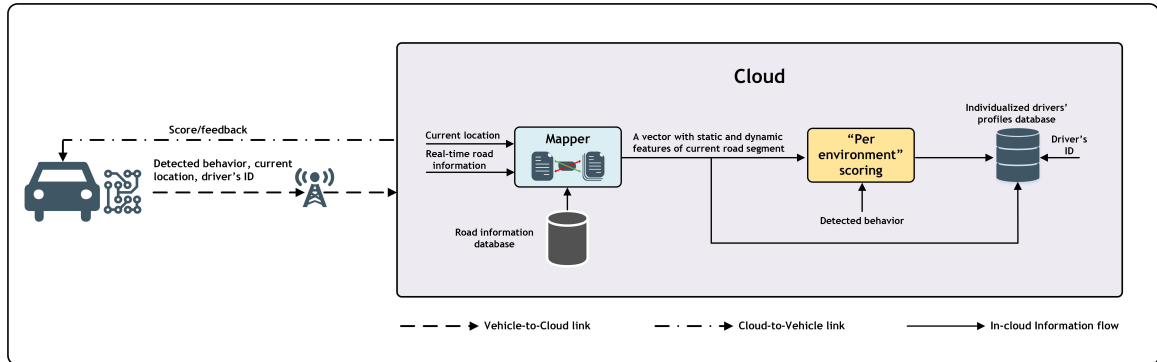 Cloud
Score/feedback
Detected behavior, current
location, driver's ID
Current location
Real-time road
information
Mapper
Road information
database
A vector with static and dynamic
features of current road segment
“Per
environment”
scoring
Detected behavior
Individualized drivers'
profiles database
Driver's
ID
Vehicle-to-Cloud link
Cloud-to-Vehicle link
In-cloud Information flow